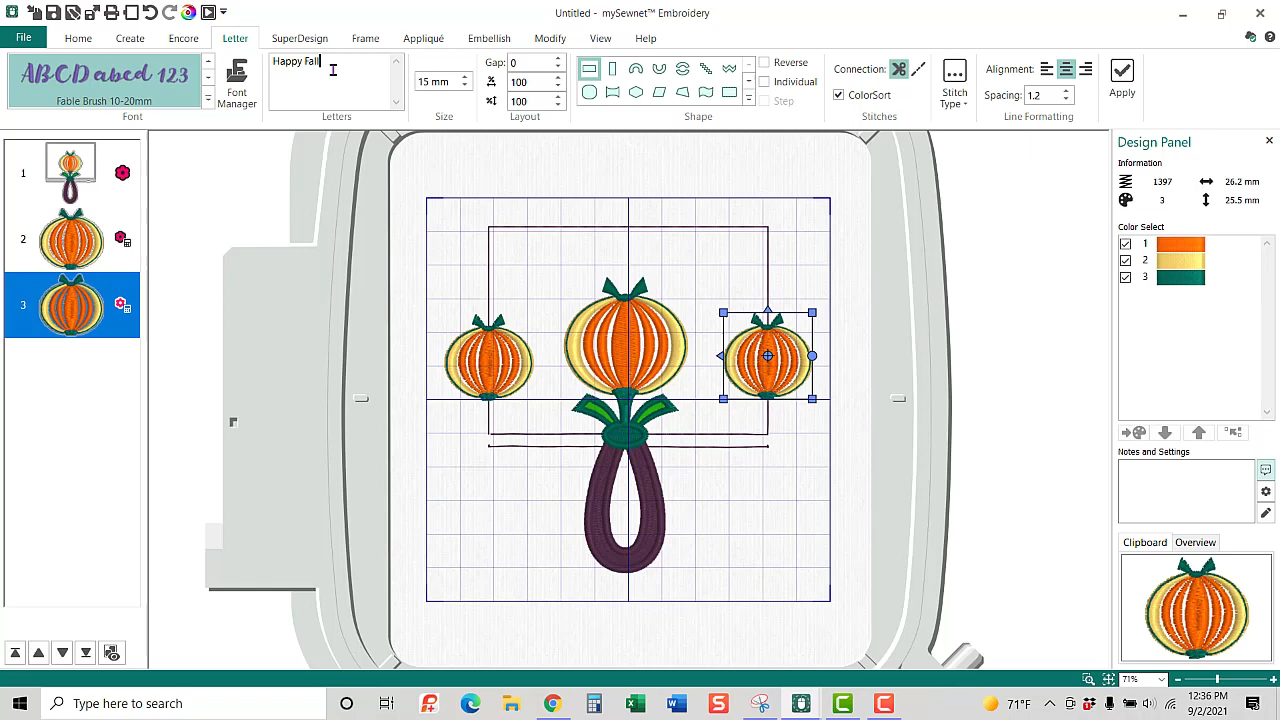 Untitled - mySewnet™ Embroidery
File
Home
Create
Encore
Letter
SuperDesign
Frame
Appliqué
Embellish
Modify
View
Help
ABCD abcd 123
Fable Brush 10-20mm
Font
Font
Manager
Happy Fall
Letters
15 mm
Size
Gap: 0
100
100
Layout
Reverse
Individual
Step
Shape
Connection:
ColorSort
Stitches
Stitch
Type
Alignment:
Spacing: 1.2
Line Formatting
Apply
1
2
3
Design Panel
Information
1397
26.2 mm
3
25.5 mm
Color Select
1
2
3
Notes and Settings
Clipboard
Overview
71%
Type here to search
71°F
12:36 PM
9/2/2021